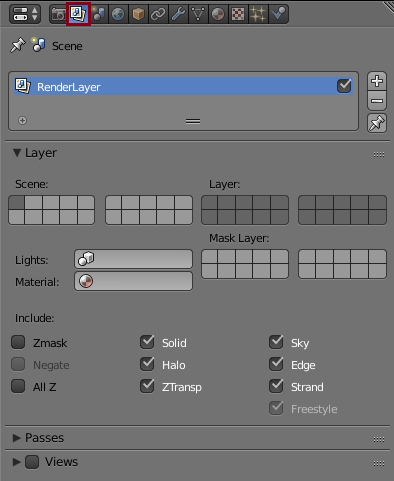 Scene
RenderLayer
Layer
Scene: Layer:
Mask Layer:
Lights:
Material:
Include:
Zmask Solid Sky
Negate Halo Edge
All Z ZTransp Strand
Freestyle
Passes
Views